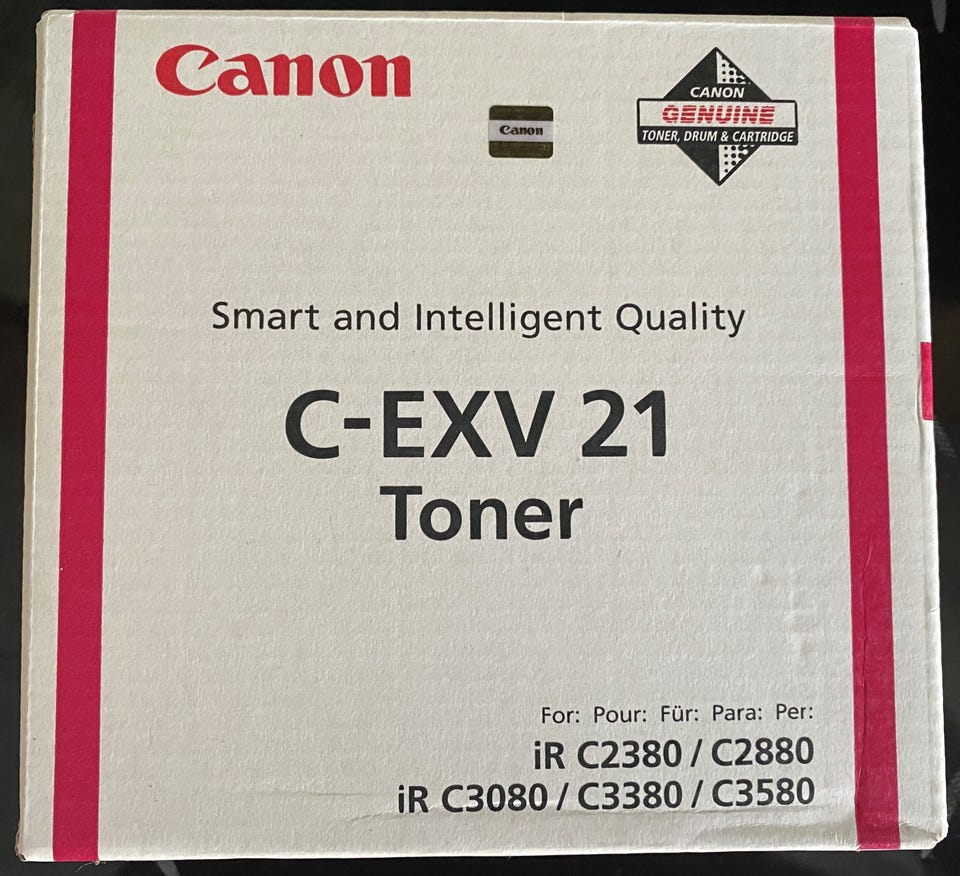 Canon
Canon
CANON
GENUINE
TONER, DRUM & CARTRIDGE
Smart and Intelligent Quality
C-EXV 21
Toner
For: Pour: Für: Para: Per:
iR C2380 / C2880
iR C3080 / C3380 / C3580